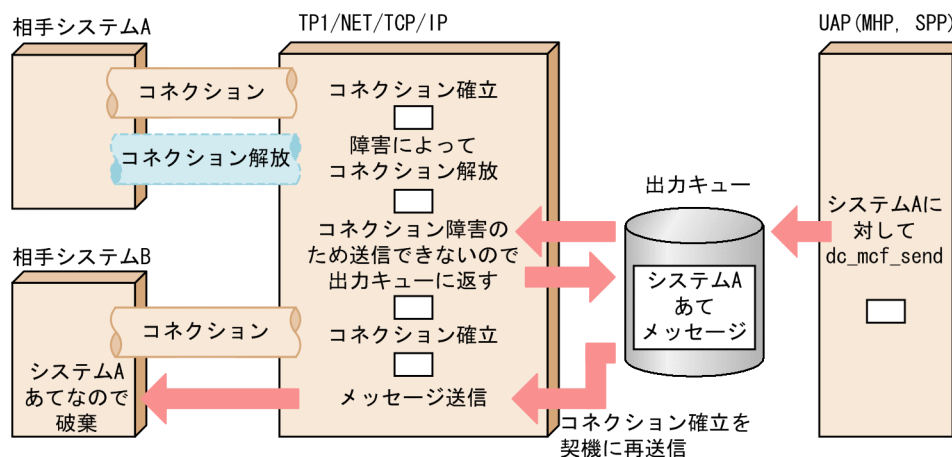 相手システムA
TP1/NET/TCP/IP
UAP(MHP, SPP)
コネクション
コネクション解放
コネクション確立
障害によって
コネクション解放
コネクション障害の
ため送信できないので
出力キューに返す
コネクション確立
メッセージ送信
出力キュー
システムA
あて
メッセージ
システムAに
対して
dc_mcf_send
相手システムB
コネクション
システムA
あてなので
破棄
コネクション確立を
契機に再送信